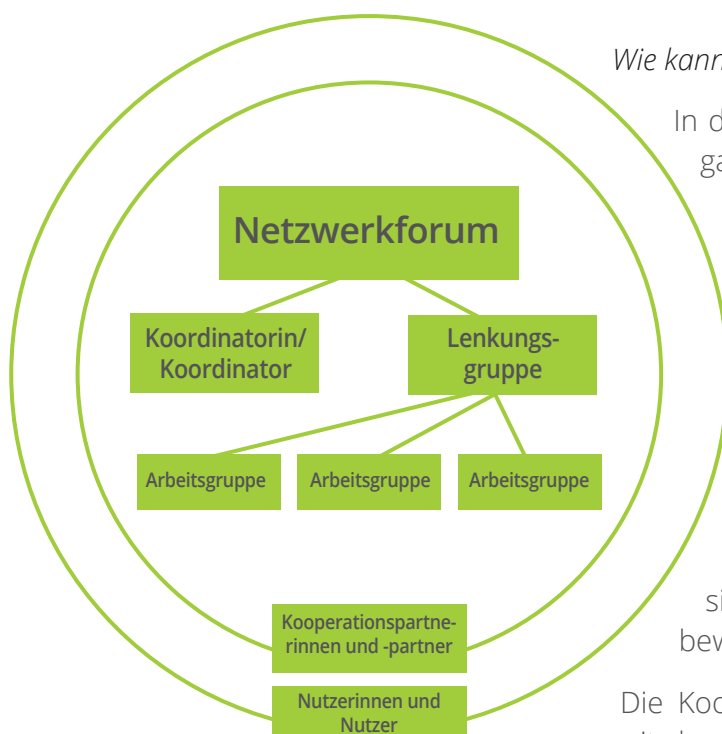 Wie kann
In d
ga
Netzwerkforum
Koordinatorin/
Koordinator
Lenkungs-
gruppe
Arbeitsgruppe
Arbeitsgruppe
Arbeitsgruppe
Kooperationspartne-
rinnen und -partner
Nutzerinnen und
Nutzer
si
bew
Die Koo